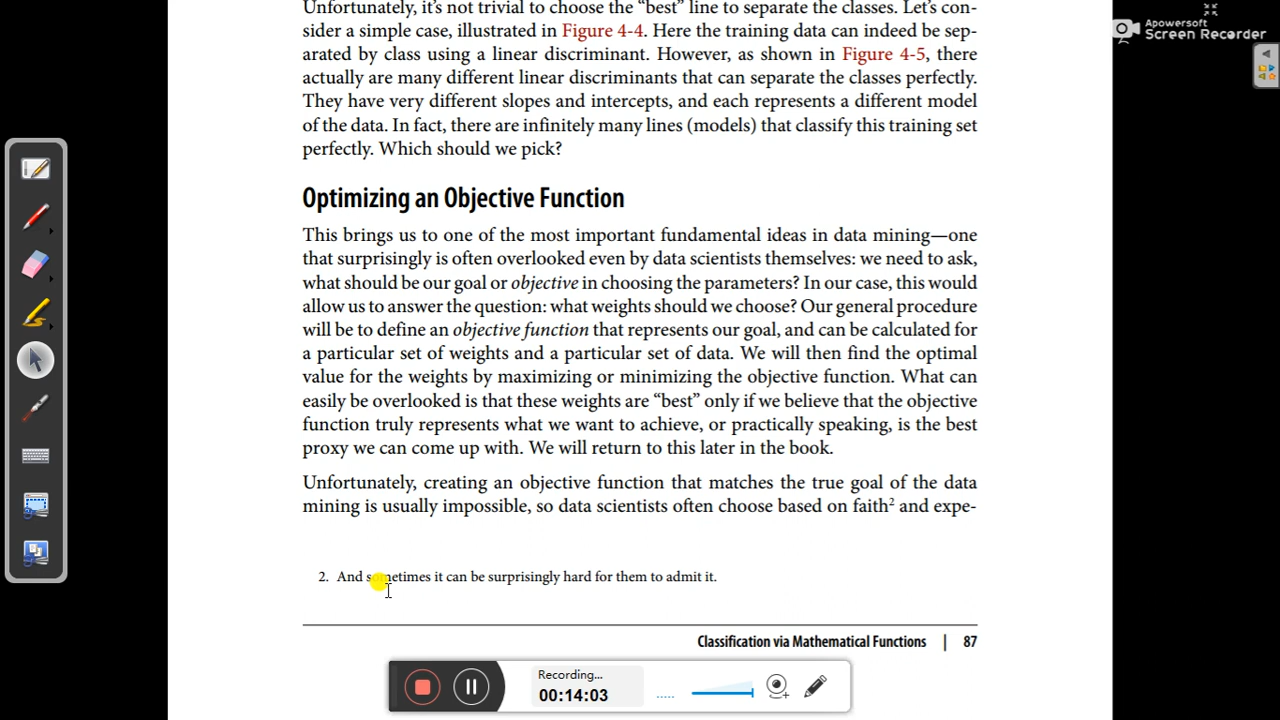 Unfortunately, it’s not trivial to choose the “best” line to separate the classes. Let’s con-
sider a simple case, illustrated in Figure 4-4. Here the training data can indeed be sep-
arated by class using a linear discriminant. However, as shown in Figure 4-5, there
actually are many different linear discriminants that can separate the classes perfectly.
They have very different slopes and intercepts, and each represents a different model
of the data. In fact, there are infinitely many lines (models) that classify this training set
perfectly. Which should we pick?
Optimizing an Objective Function
This brings us to one of the most important fundamental ideas in data mining—one
that surprisingly is often overlooked even by data scientists themselves: we need to ask,
what should be our goal or objective in choosing the parameters? In our case, this would
allow us to answer the question: what weights should we choose? Our general procedure
will be to define an objective function that represents our goal, and can be calculated for
a particular set of weights and a particular set of data. We will then find the optimal
value for the weights by maximizing or minimizing the objective function. What can
easily be overlooked is that these weights are “best” only if we believe that the objective
function truly represents what we want to achieve, or practically speaking, is the best
proxy we can come up with. We will return to this later in the book.
Unfortunately, creating an objective function that matches the true goal of the data
mining is usually impossible, so data scientists often choose based on faith2 and expe-
2. And sometimes it can be surprisingly hard for them to admit it.
Classification via Mathematical Functions | 87
Apowersoft
Screen Recorder
Recording...
00:14:03